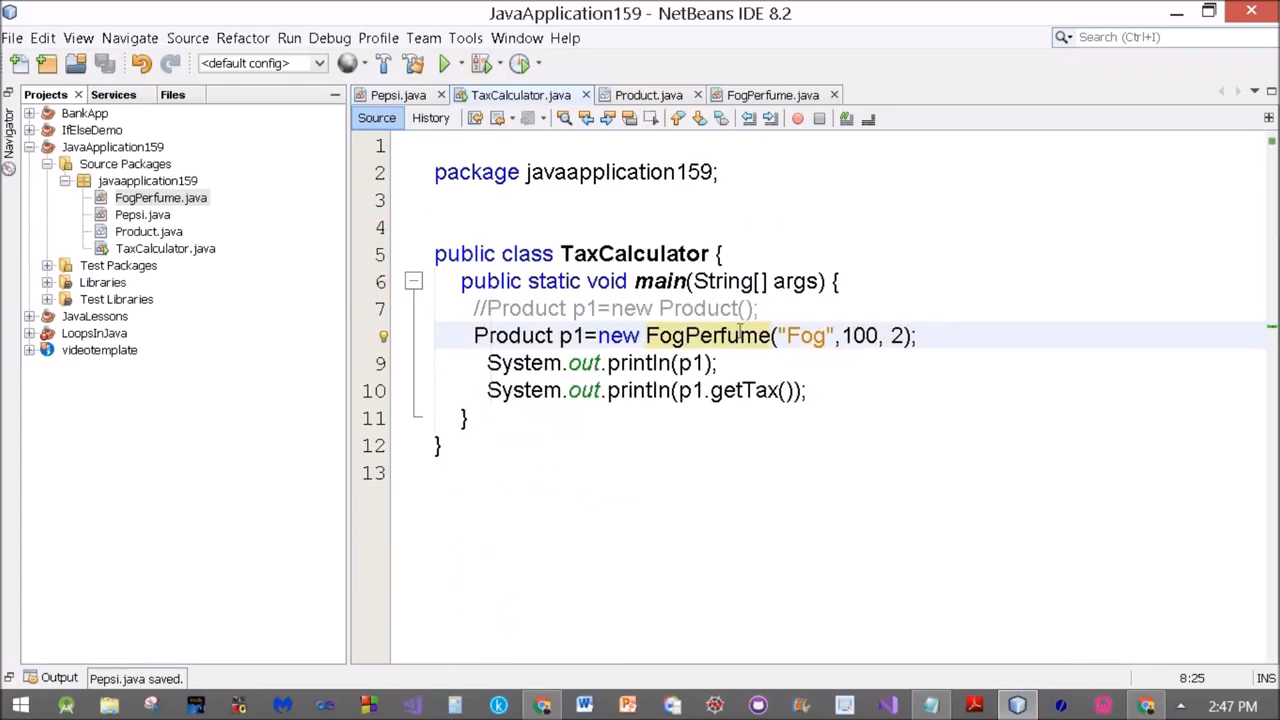 JavaApplication159 - NetBeans IDE 8.2
File Edit View Navigate Source Refactor Run Debug Profile Team Tools Window Help
Search (Ctrl+I)
<default config>
Projects Services Files
Pepsi.java TaxCalculator.java Product.java FogPerfume.java
Navigator
Source History
BankApp
IfElseDemo
JavaApplication159
Source Packages
javaapplication159
FogPerfume.java
Pepsi.java
Product.java
TaxCalculator.java
Test Packages
Libraries
Test Libraries
JavaLessons
LoopsInJava
videotemplate
1
2 package javaapplication159;
3
4
5 public class TaxCalculator {
6 public static void main(String[] args) {
7 //Product p1=new Product();
Product p1=new FogPerfume("Fog",100, 2);
9 System.out.println(p1);
10 System.out.println(p1.getTax());
11 }
12 }
13
Output Pepsi.java saved.
8:25 INS
2:47 PM